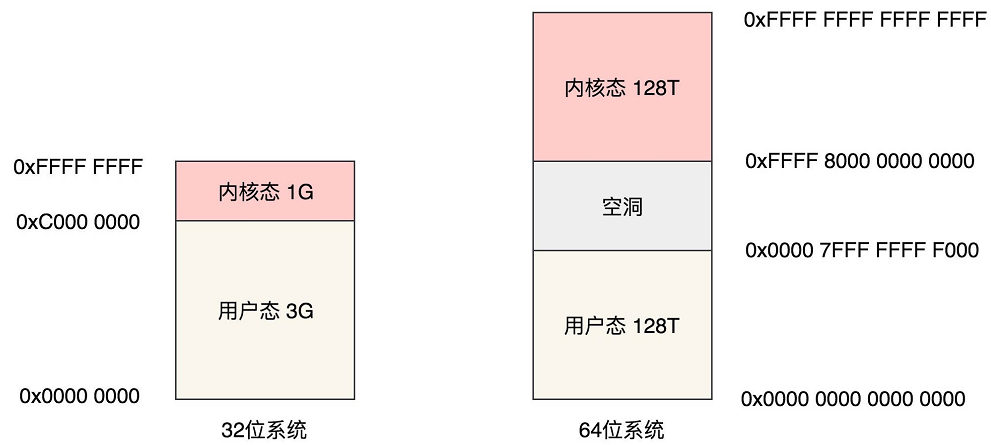 0xFFFF FFFF
内核态 1G
0xC000 0000
用户态 3G
0x0000 0000
32位系统
0xFFFF FFFF FFFF FFFF
内核态 128T
0xFFFF 8000 0000 0000
空洞
0x0000 7FFF FFFF F000
用户态 128T
0x0000 0000 0000 0000
64位系统